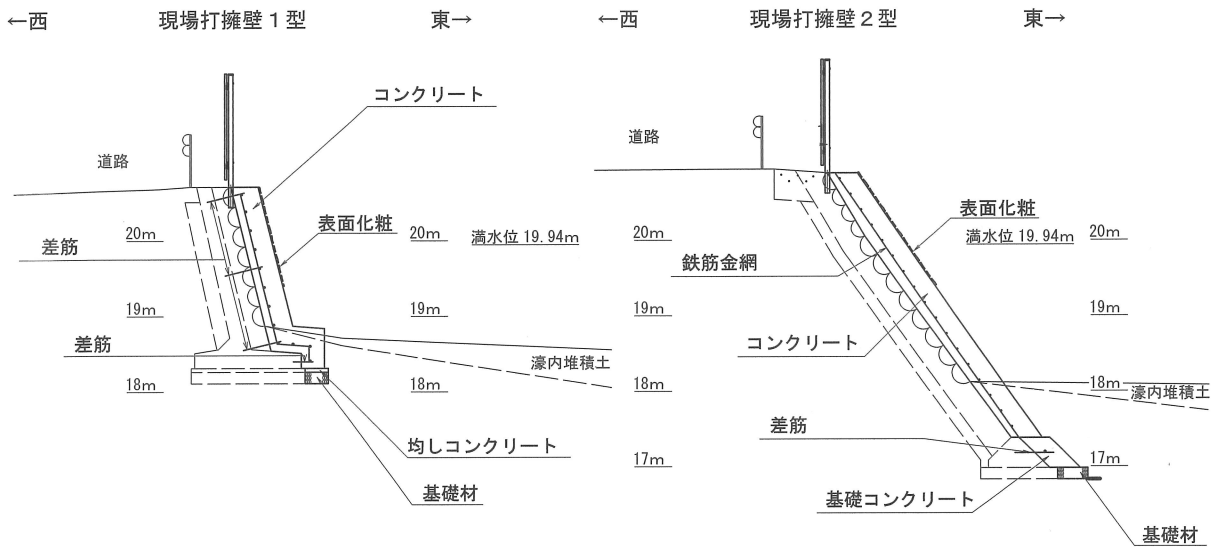 ←西
現場打擁壁1型
東→
コンクリート
道路
表面化粧
差筋
20m
20m
満水位 19.94m
19m
19m
差筋
濠内堆積土
18m
18m
均しコンクリート
基礎材
←西
現場打擁壁2型
東→
道路
表面化粧
20m
満水位 19.94m
20m
鉄筋金網
19m
19m
コンクリート
18m
18m
濠内堆積土
差筋
17m
17m
基礎コンクリート
基礎材